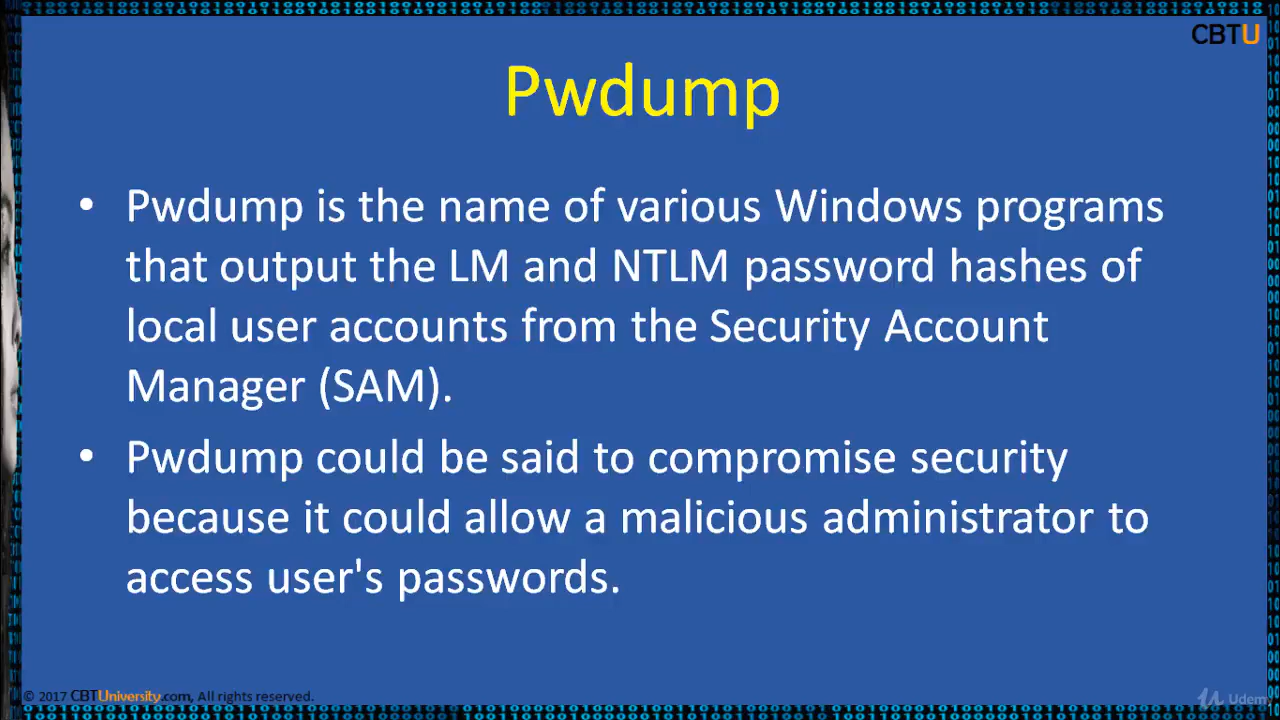 CBTU
Pwdump
• Pwdump is the name of various Windows programs
that output the LM and NTLM password hashes of
local user accounts from the Security Account
Manager (SAM).
• Pwdump could be said to compromise security
because it could allow a malicious administrator to
access user's passwords.
© 2017 CBTUniversity.com, All rights reserved.
Udem